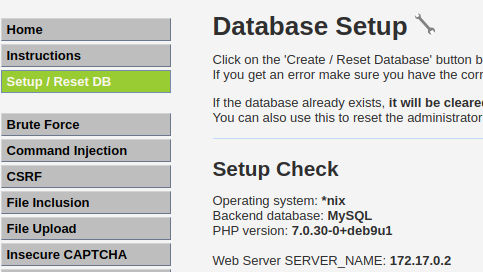 Home
Instructions
Setup / Reset DB
Brute Force
Command Injection
CSRF
File Inclusion
File Upload
Insecure CAPTCHA
Database Setup
Click on the 'Create / Reset Database' button b
If you get an error make sure you have the corr
If the database already exists, it will be cleare
You can also use this to reset the administrator
Setup Check
Operating system: *nix
Backend database: MySQL
PHP version: 7.0.30-0+deb9u1
Web Server SERVER_NAME: 172.17.0.2